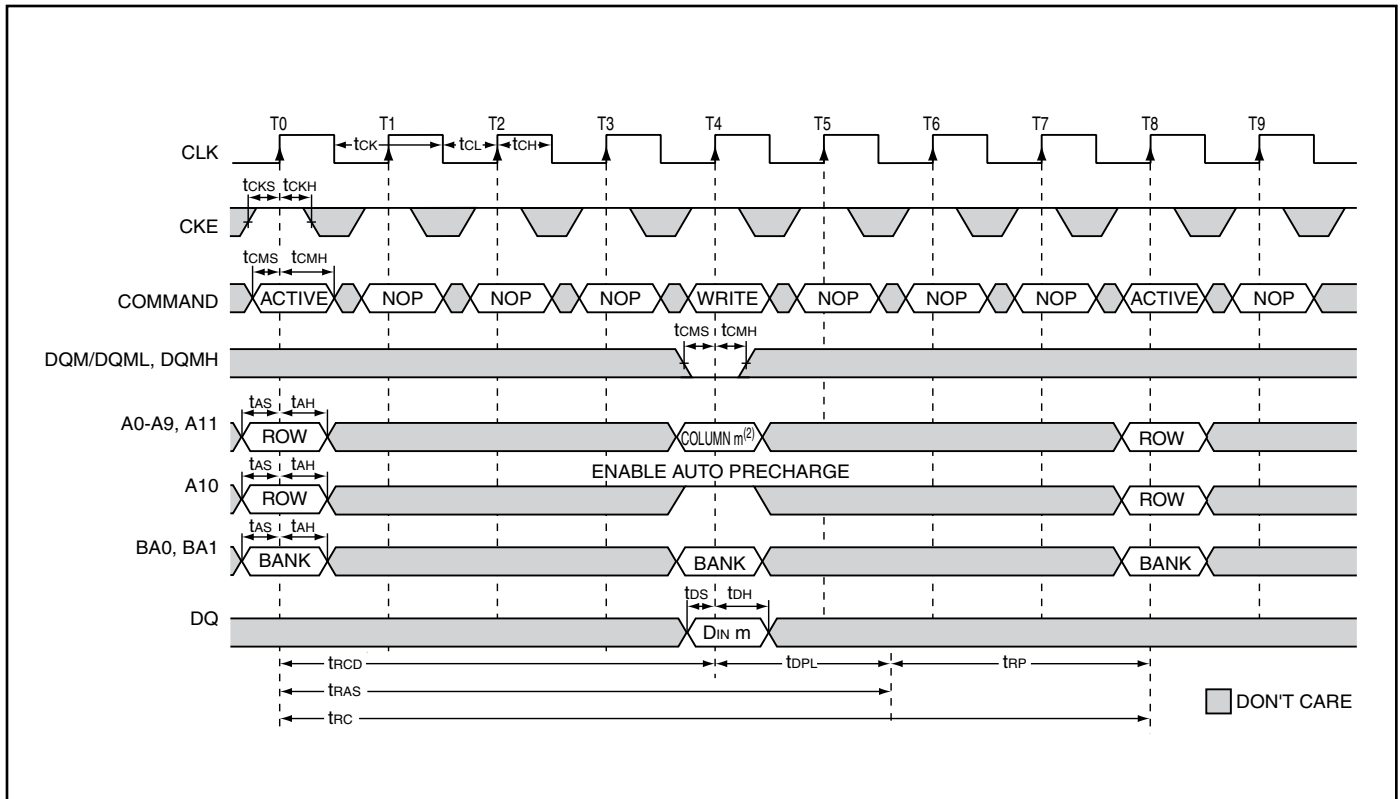 T0 T1 T2 T3 T4 T5 T6 T7 T8 T9
CLK tCK tCL tCH
tCKS tCKH
CKE
tCMS tCMH
COMMAND ACTIVE NOP NOP NOP WRITE NOP NOP NOP ACTIVE NOP
tCMS tCMH
DQM/DQML, DQMH
tAS tAH
A0-A9, A11 ROW COLUMN m(2) ROW
tAS tAH ENABLE AUTO PRECHARGE
A10 ROW ROW
tAS tAH
BA0, BA1 BANK BANK BANK
tDS tDH
DQ DIN m
tRCD tDPL tRP
tRAS
DON'T CARE
tRC